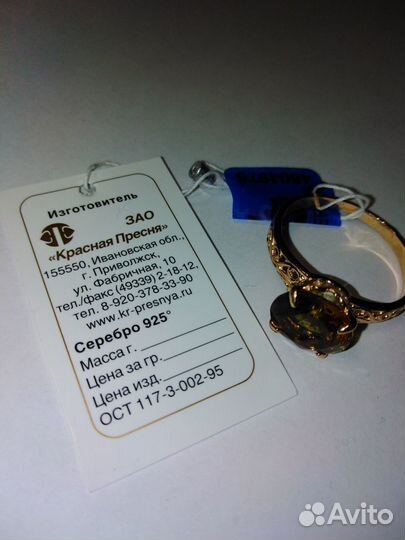 Изготовитель
ЗАО
«Красная Пресня»
155550, Ивановская обл.,
г. Приволжск,
ул. Фабричная, 10
тел./факс (49339) 2-18-12,
тел. 8-920-378-33-90
www.kr-presnya.ru
Серебро 925°
Масса г.
Цена за гр.
Цена изд.
ОСТ 117-3-002-95
Avito